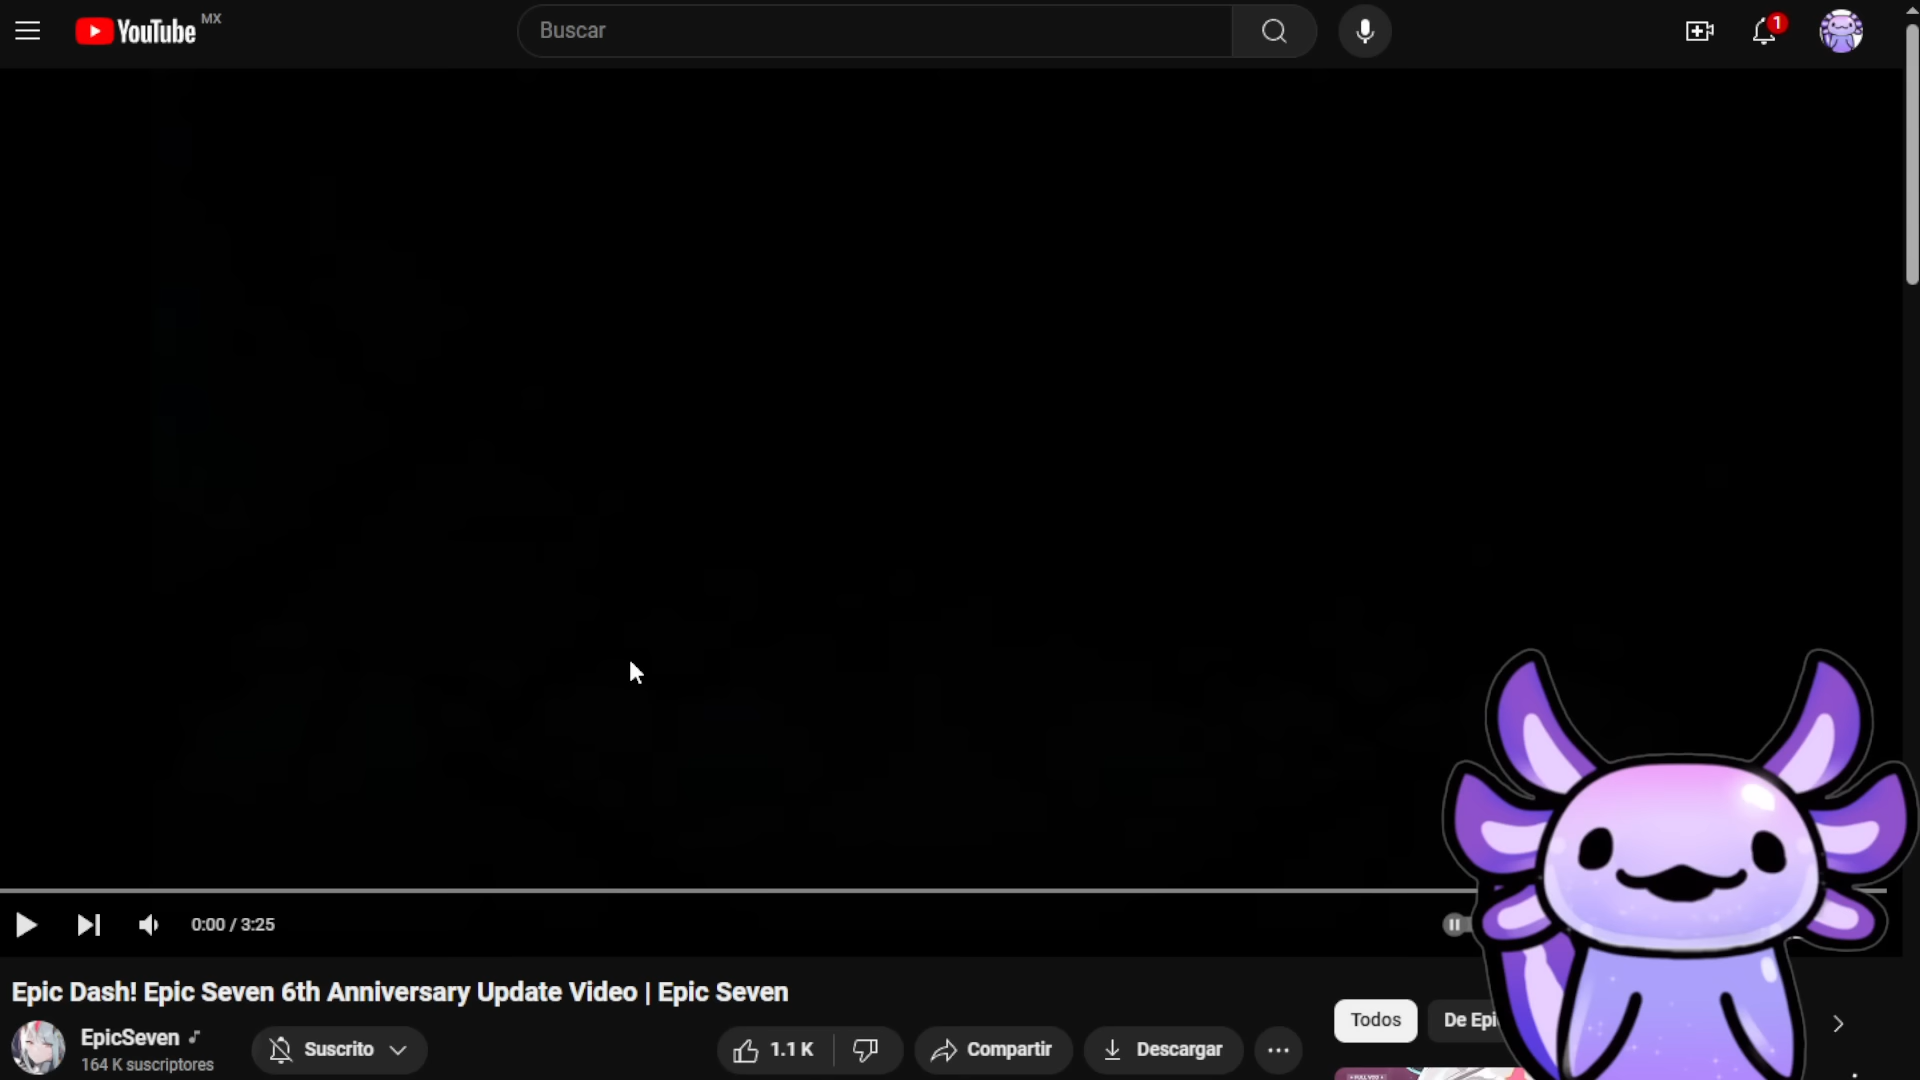 YouTube MX
Buscar
1
0:00 / 3:25
Epic Dash! Epic Seven 6th Anniversary Update Video | Epic Seven
EpicSeven
164 K suscriptores
Suscrito
1.1 K
Compartir
Descargar
Todos
De Epi